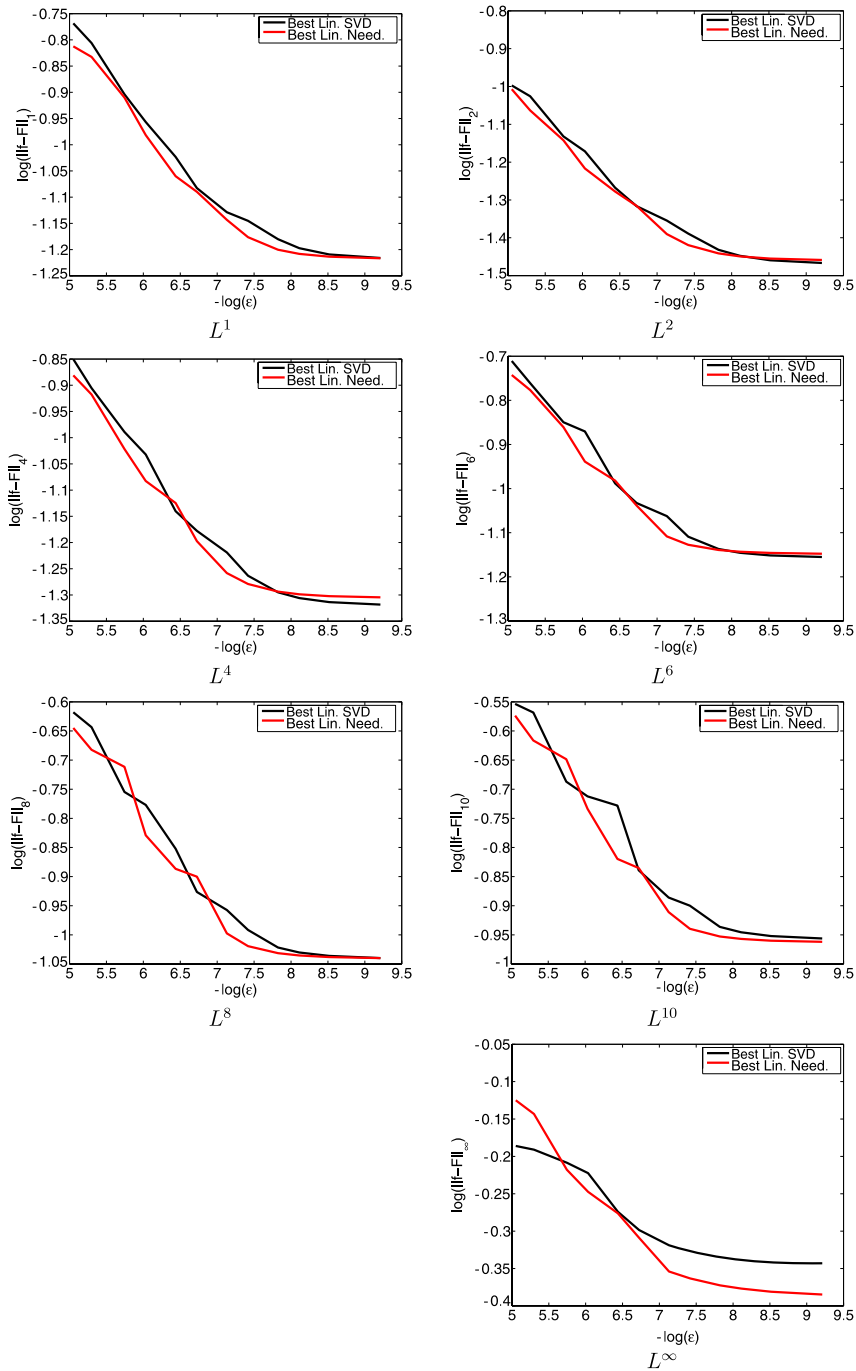 -0.75
-0.8
-0.85
-0.9
-0.95
-1
-1.05
-1.1
-1.15
-1.2
-1.25
log(||f−F||₁)
Best Lin. SVD
Best Lin. Need.
5 5.5 6 6.5 7 7.5 8 8.5 9 9.5
-log(ε)
L¹
-0.8
-0.9
-1
-1.1
-1.2
-1.3
-1.4
-1.5
log(||f−F||₂)
Best Lin. SVD
Best Lin. Need.
5 5.5 6 6.5 7 7.5 8 8.5 9 9.5
-log(ε)
L²
-0.85
-0.9
-0.95
-1
-1.05
-1.1
-1.15
-1.2
-1.25
-1.3
-1.35
log(||f−F||₄)
Best Lin. SVD
Best Lin. Need.
5 5.5 6 6.5 7 7.5 8 8.5 9 9.5
-log(ε)
L⁴
-0.7
-0.8
-0.9
-1
-1.1
-1.2
-1.3
log(||f−F||₆)
Best Lin. SVD
Best Lin. Need.
5 5.5 6 6.5 7 7.5 8 8.5 9 9.5
-log(ε)
L⁶
-0.6
-0.65
-0.7
-0.75
-0.8
-0.85
-0.9
-0.95
-1
-1.05
log(||f−F||₈)
Best Lin. SVD
Best Lin. Need.
5 5.5 6 6.5 7 7.5 8 8.5 9 9.5
-log(ε)
L⁸
-0.55
-0.6
-0.65
-0.7
-0.75
-0.8
-0.85
-0.9
-0.95
-1
log(||f−F||₁₀)
Best Lin. SVD
Best Lin. Need.
5 5.5 6 6.5 7 7.5 8 8.5 9 9.5
-log(ε)
L¹⁰
-0.05
-0.1
-0.15
-0.2
-0.25
-0.3
-0.35
-0.4
log(||f−F||∞)
Best Lin. SVD
Best Lin. Need.
5 5.5 6 6.5 7 7.5 8 8.5 9 9.5
-log(ε)
L∞